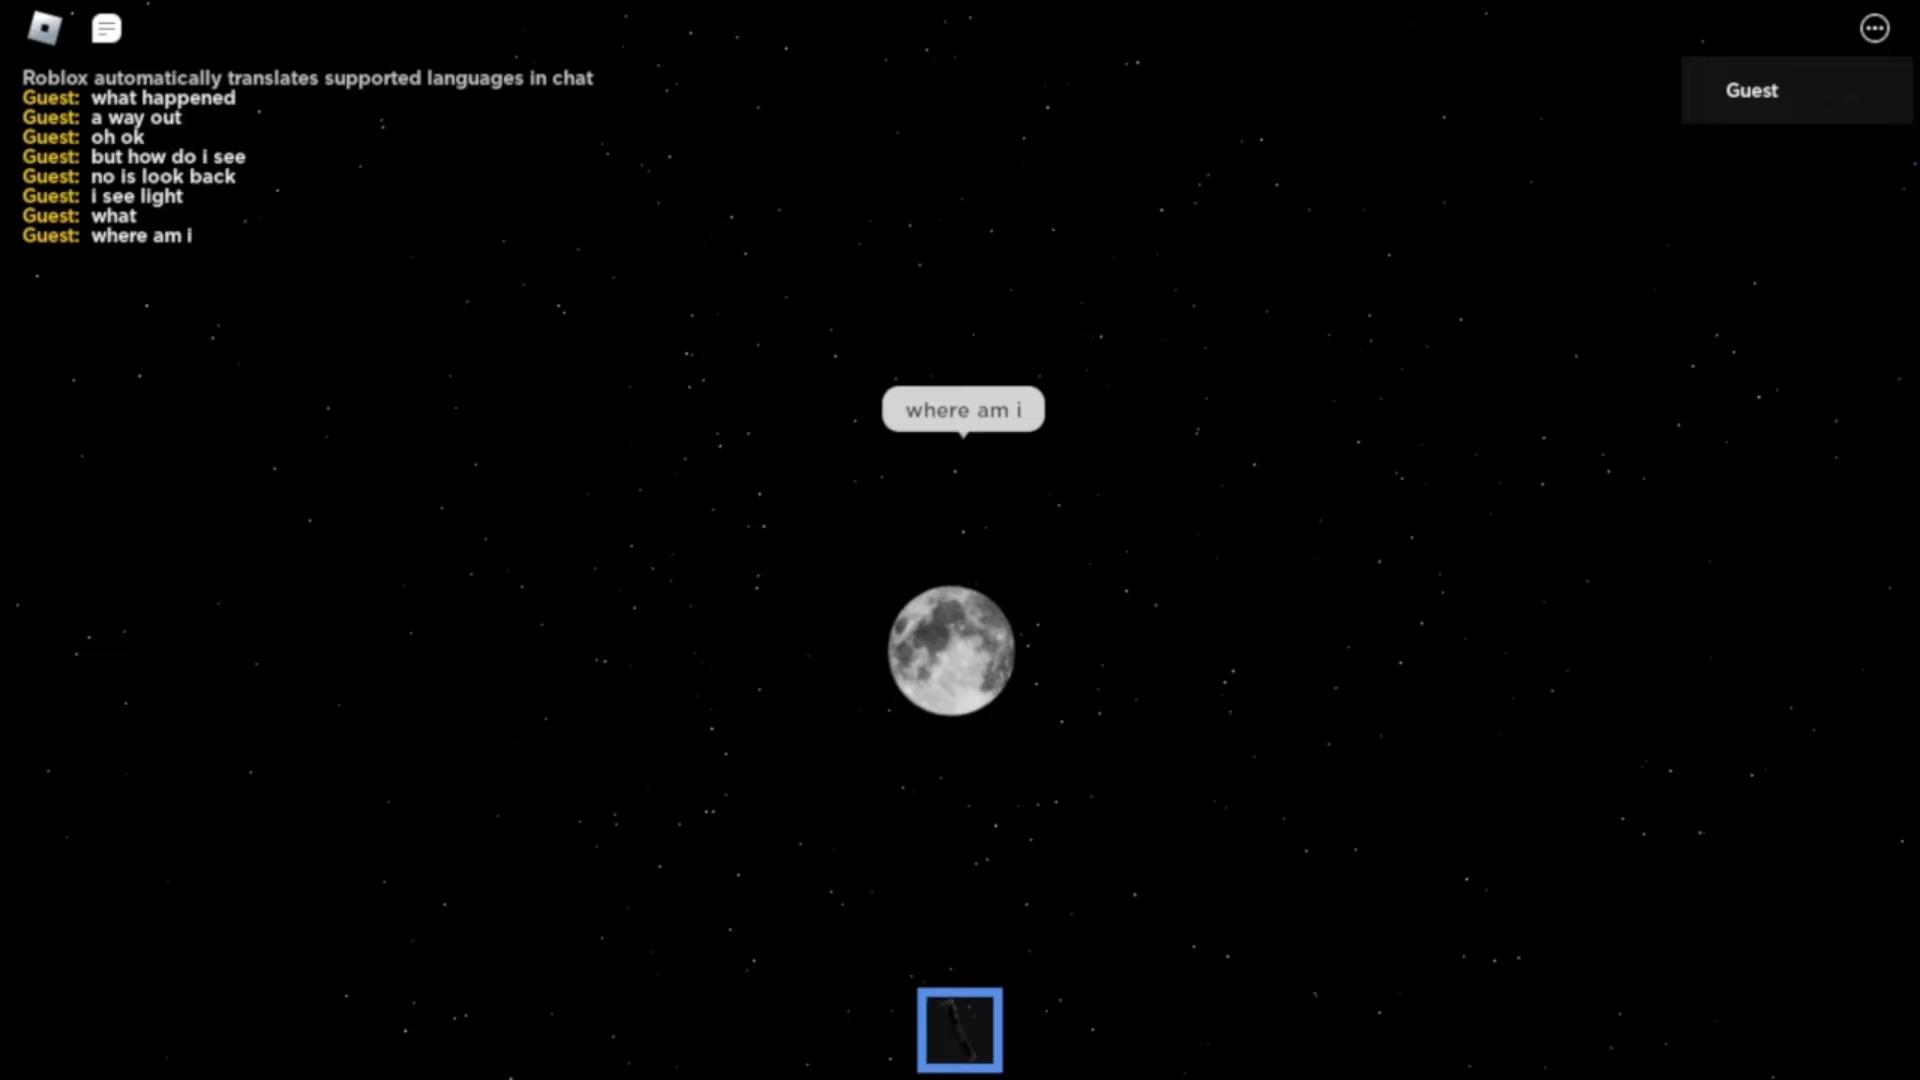 Roblox automatically translates supported languages in chat
Guest: what happened
Guest: a way out
Guest: oh ok
Guest: but how do i see
Guest: no is look back
Guest: i see light
Guest: what
Guest: where am i
Guest
where am i